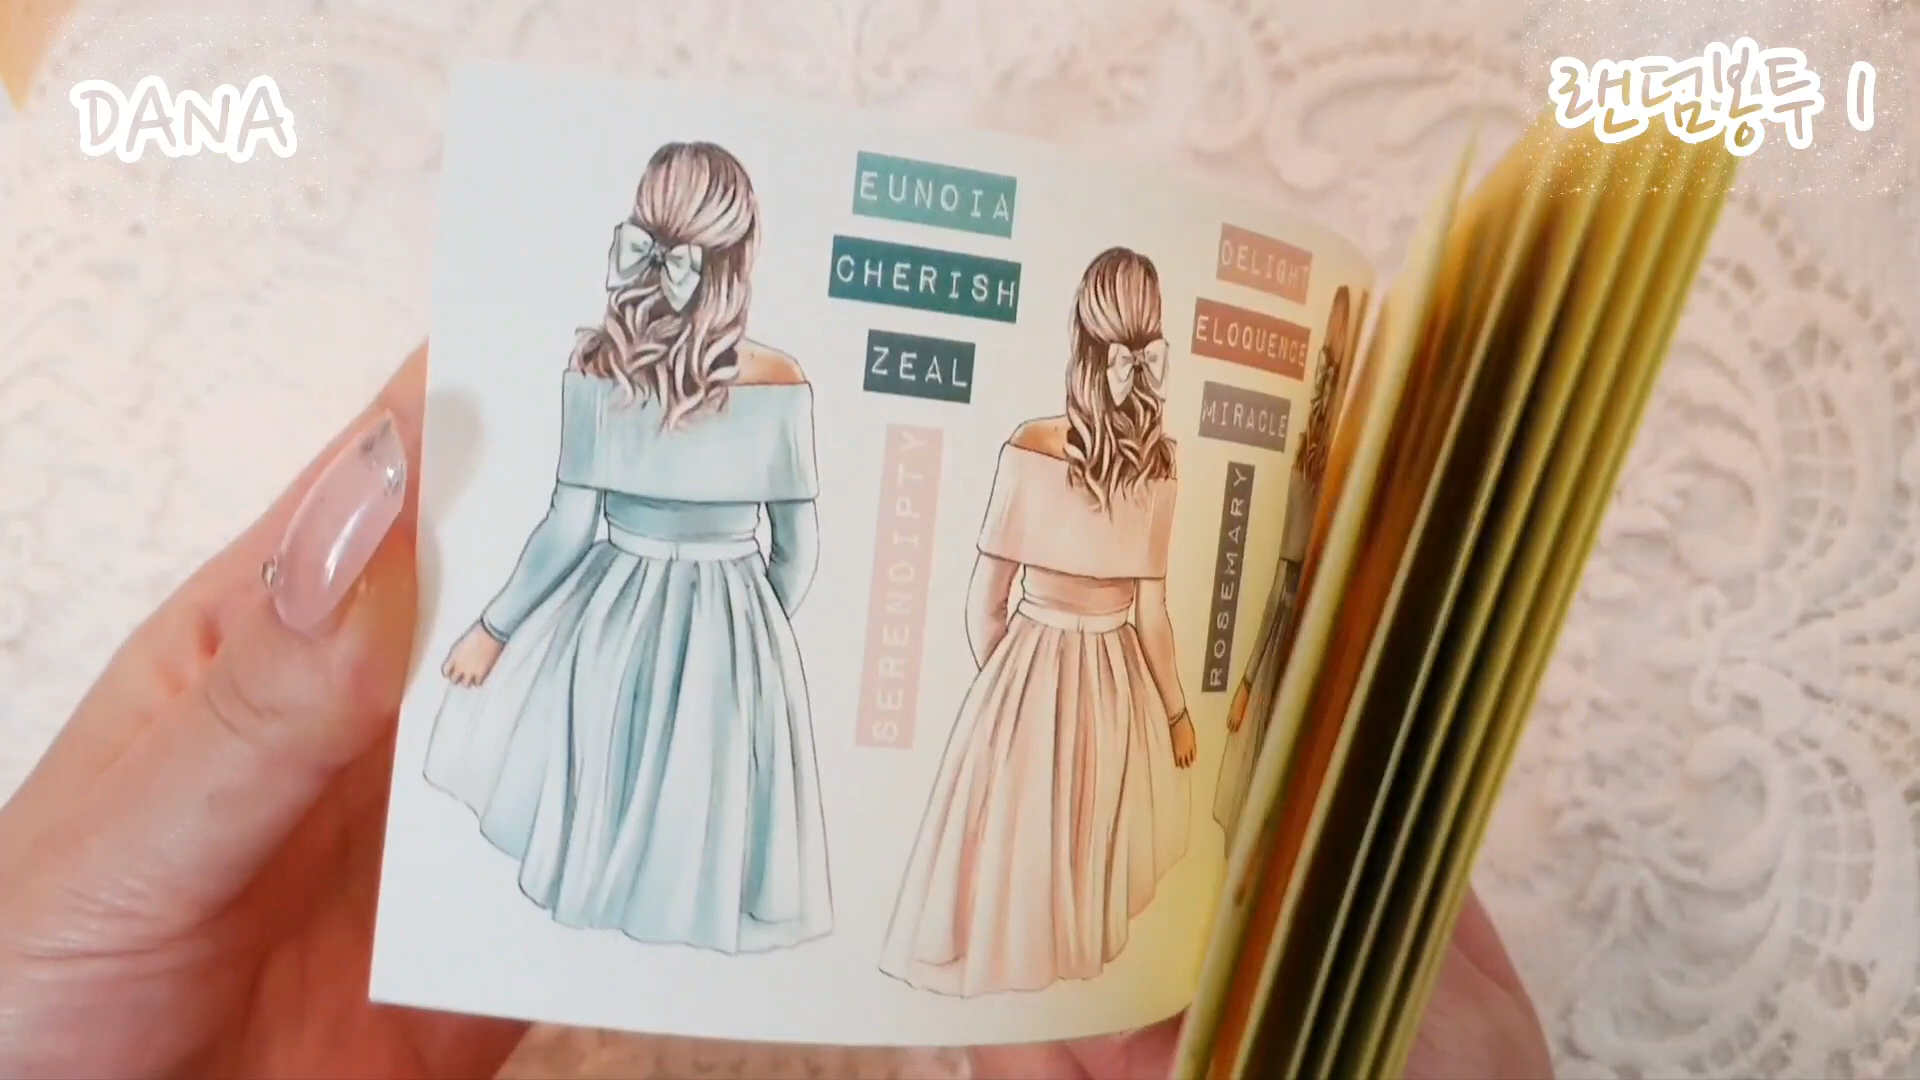 DANA
랜덤봉투 1
EUNOIA
CHERISH
ZEAL
SERENDIPTY
DELIGHT
ELOQUENCE
MIRACLE
ROSEMARY